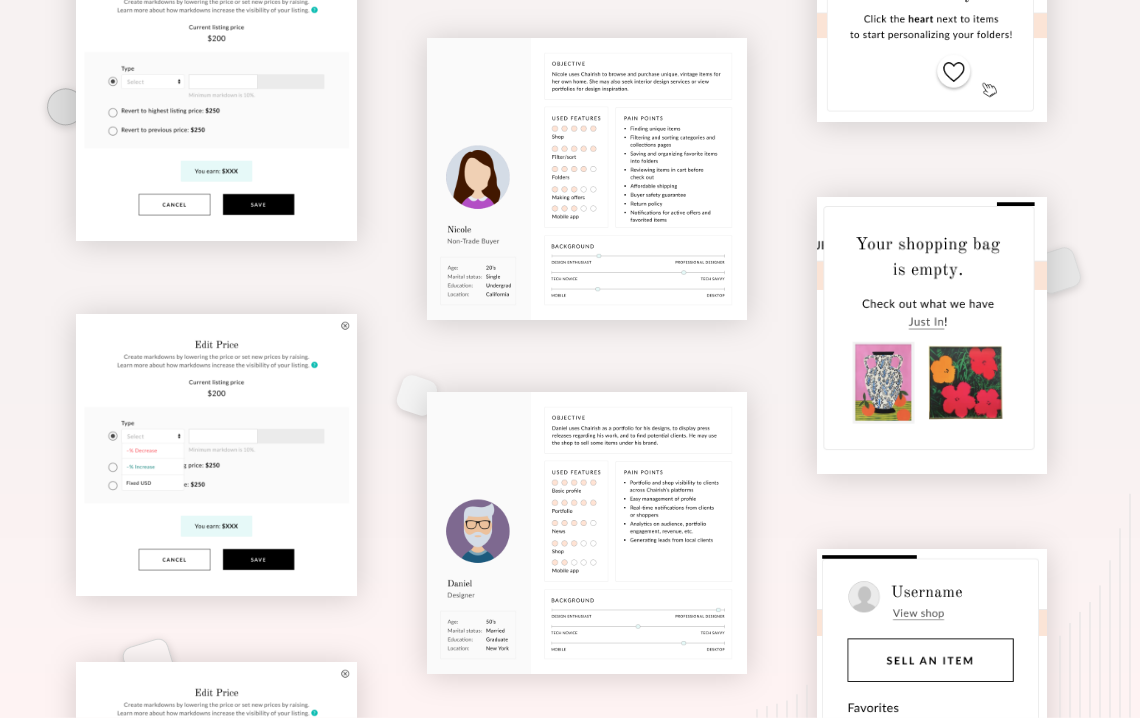 Create markdowns by lowering the price or set new prices by raising.
Learn more about how markdowns increase the visibility of your listing. ?
Current listing price
$200
Type
Select
Minimum markdown is 10%.
Revert to highest listing price: $250
Revert to previous price: $250
You earn: $XXX
CANCEL
SAVE
Edit Price
Create markdowns by lowering the price or set new prices by raising.
Learn more about how markdowns increase the visibility of your listing. ?
Current listing price
$200
Type
Select
Minimum markdown is 10%.
-% Decrease
-% Increase
g price: $250
Fixed USD
e: $250
You earn: $XXX
CANCEL
SAVE
Edit Price
Create markdowns by lowering the price or set new prices by raising.
Learn more about how markdowns increase the visibility of your listing. ?
Nicole
Non-Trade Buyer
Age: 20's
Marital status: Single
Education: Undergrad
Location: California
OBJECTIVE
Nicole uses Chairish to browse and purchase unique, vintage items for
her own home. She may also seek interior design services or view
portfolios for design inspiration.
USED FEATURES
Shop
Filter/sort
Folders
Making offers
Mobile app
PAIN POINTS
• Finding unique items
• Filtering and sorting categories and
collections pages
• Saving and organizing favorite items
into folders
• Reviewing items in cart before
check out
• Affordable shipping
• Buyer safety guarantee
• Return policy
• Notifications for active offers and
favorited items
BACKGROUND
DESIGN ENTHUSIAST PROFESSIONAL DESIGNER
TECH NOVICE TECH SAVVY
MOBILE DESKTOP
Daniel
Designer
Age: 50's
Marital status: Married
Education: Graduate
Location: New York
OBJECTIVE
Daniel uses Chairish as a portfolio for his designs, to display press
releases regarding his work, and to find potential clients. He may use
the shop to sell some items under his brand.
USED FEATURES
Basic profile
Portfolio
News
Shop
Mobile app
PAIN POINTS
• Portfolio and shop visibility to clients
across Chairish's platforms
• Easy management of profile
• Real-time notifications from clients
or shoppers
• Analytics on audience, portfolio
engagement, revenue, etc.
• Generating leads from local clients
BACKGROUND
DESIGN ENTHUSIAST PROFESSIONAL DESIGNER
TECH NOVICE TECH SAVVY
MOBILE DESKTOP
Click the heart next to items
to start personalizing your folders!
Your shopping bag
is empty.
Check out what we have
Just In!
Username
View shop
SELL AN ITEM
Favorites